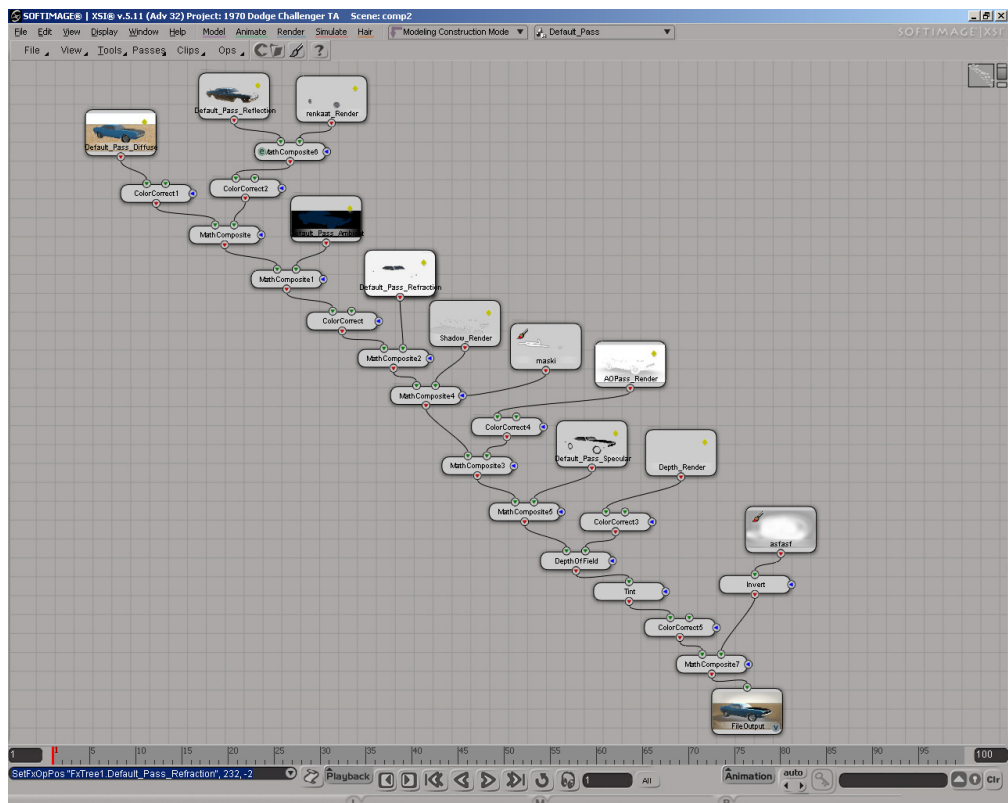 SOFTIMAGE® | XSI® v.5.11 (Adv 32) Project: 1970 Dodge Challenger TA    Scene: comp2
File Edit View Display Window Help Model Animate Render Simulate Hair Modeling Construction Mode Default_Pass SOFTIMAGE|XSI
File View Tools Passes Clips Ops ?
Default_Pass_Reflection
renkaat_Render
Default_Pass_Diffuse
MathComposite6
ColorCorrect1
ColorCorrect2
MathComposite
Default_Pass_Ambient
MathComposite1
Default_Pass_Refraction
ColorCorrect
Shadow_Render
MathComposite2
maski
AOPass_Render
MathComposite4
ColorCorrect4
Default_Pass_Specular
MathComposite3
Depth_Render
MathComposite5
ColorCorrect3
asfasf
DepthOfField
Invert
Tint
ColorCorrect5
MathComposite7
FileOutput
1 1 5 10 15 20 25 30 35 40 45 50 55 60 65 70 75 80 85 90 95 100
SetFxOpPos "FxTree1.Default_Pass_Refraction", 232, -2 Playback 1 All Animation auto Clr
L M R